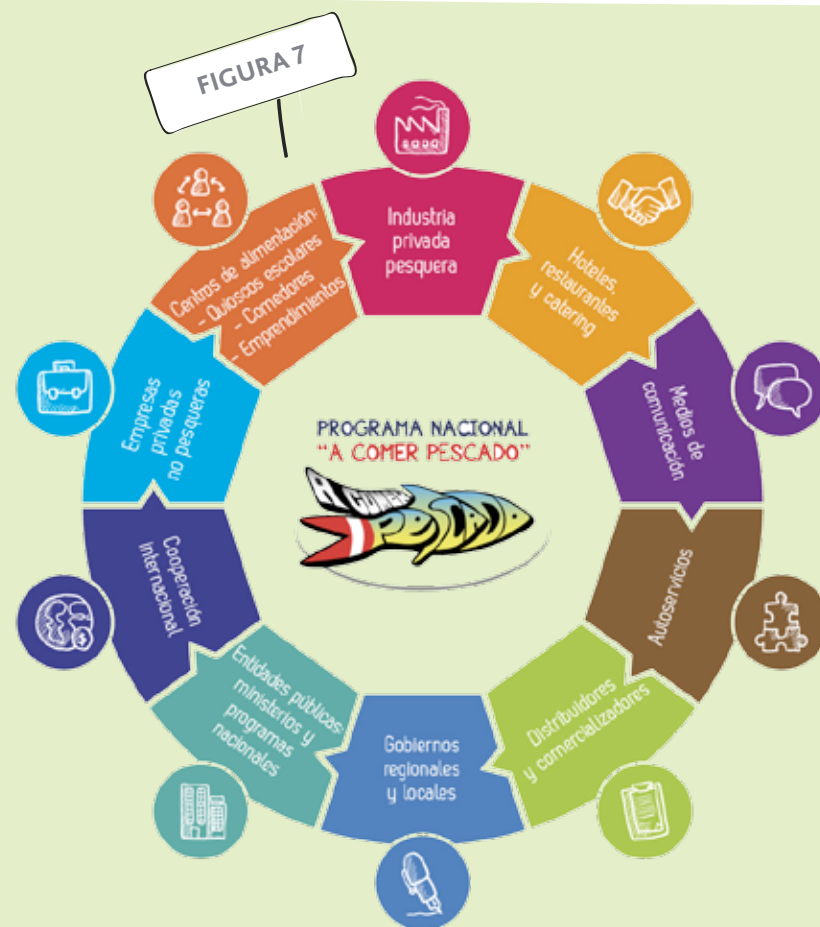 FIGURA 7
Industria
privada
pesquera
Hoteles,
restaurantes
y catering
Medios de
comunicación
Autoservicios
Distribuidores
y comercializadores
Gobiernos
regionales
y locales
Entidades públicas:
ministerios y
programas
nacionales
Cooperación
internacional
Empresas
privadas
no pesqueras
Centros de alimentación:
- Quioscos escolares
- Comedores
- Emprendimientos
PROGRAMA NACIONAL
“A COMER PESCADO”
A COMER
PESCADO